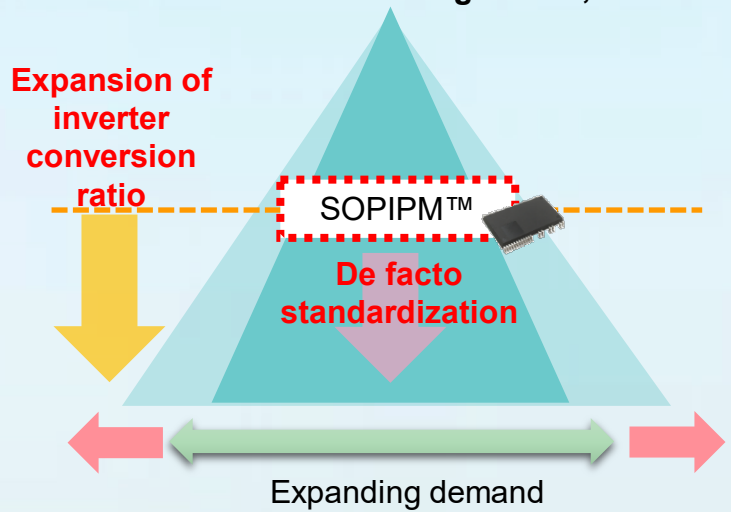 Expansion of
inverter
conversion
ratio
SOPIPM™
De facto
standardization
Expanding demand